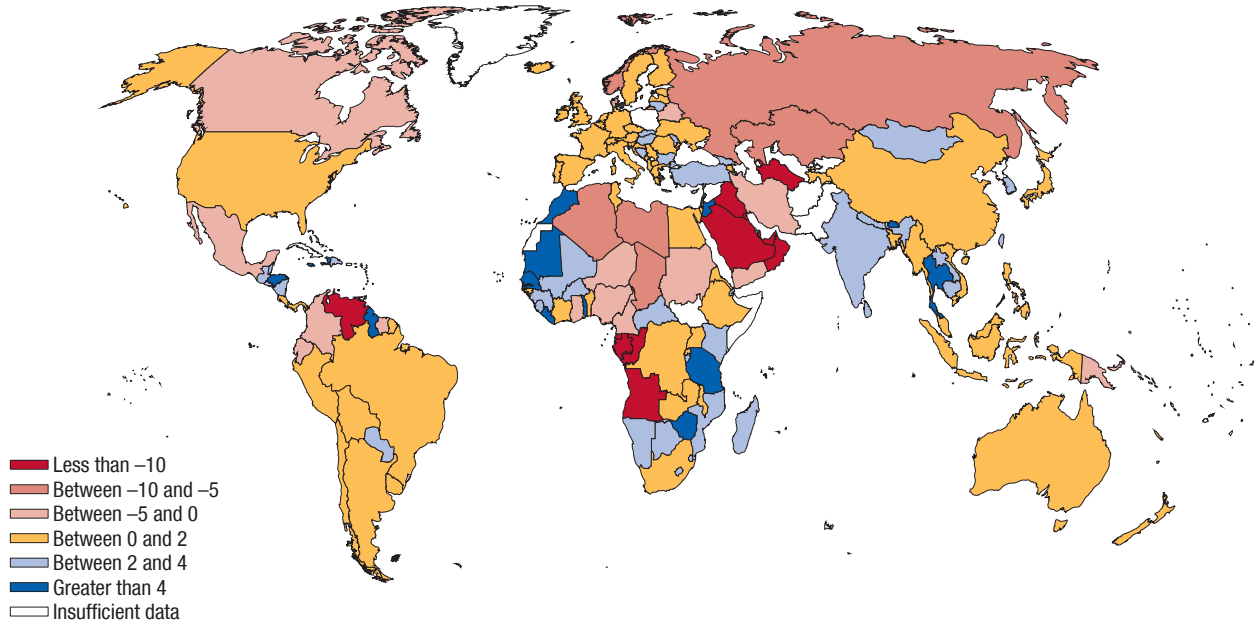 Less than –10
Between –10 and –5
Between –5 and 0
Between 0 and 2
Between 2 and 4
Greater than 4
Insufficient data